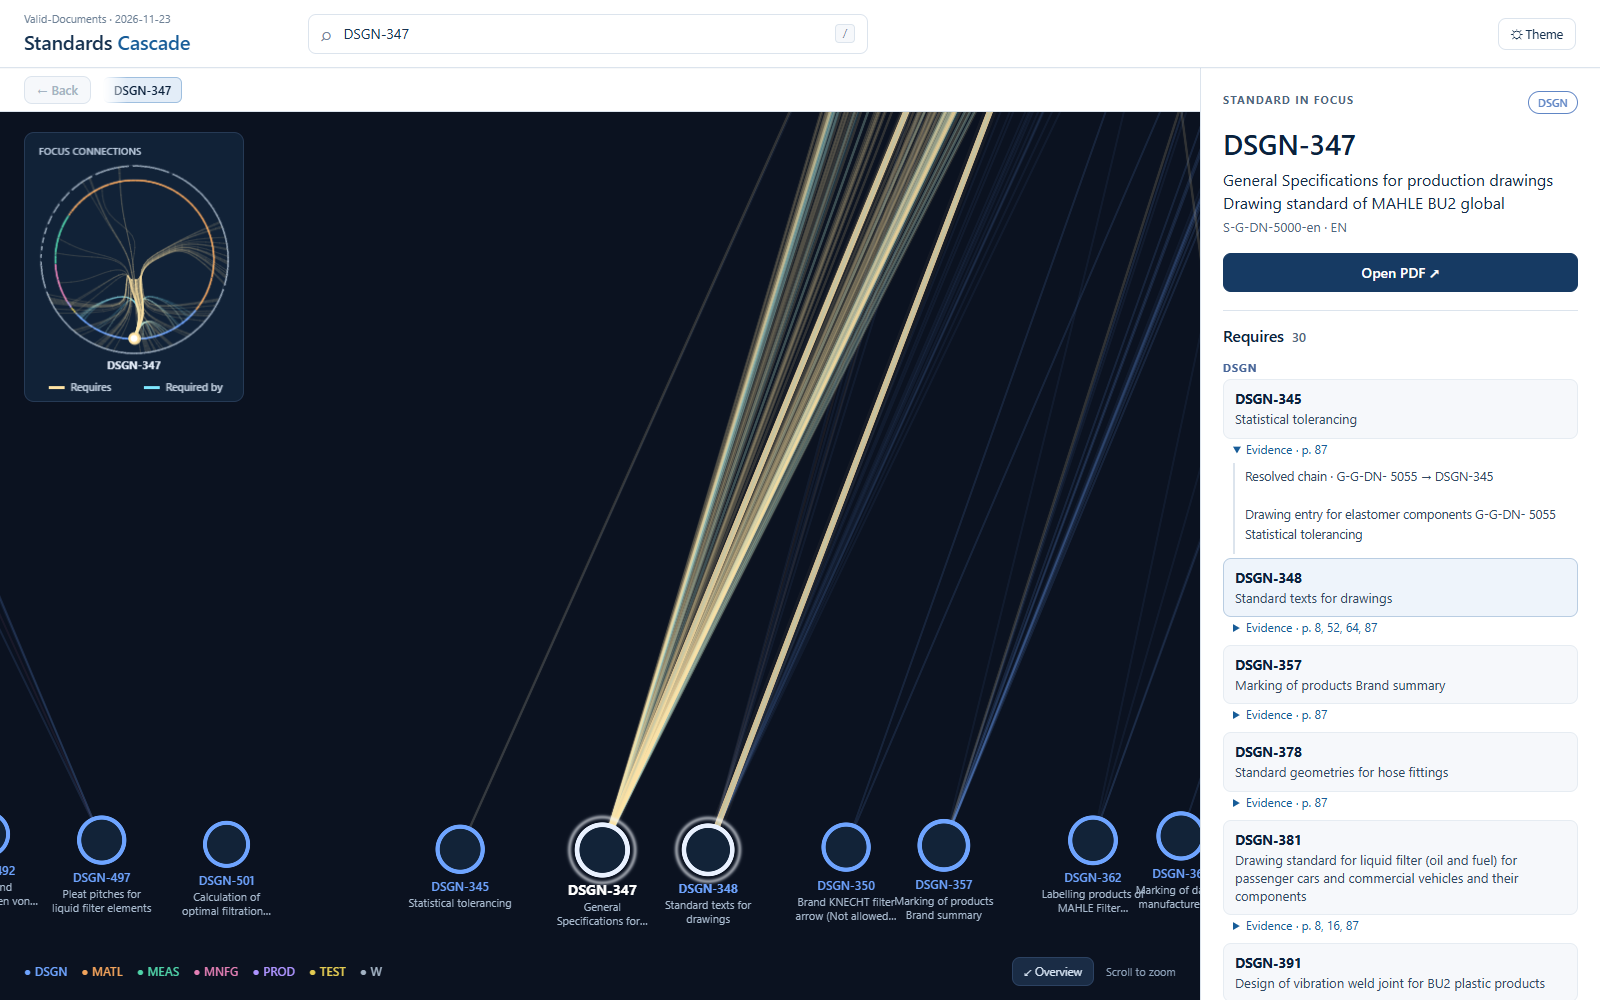 Valid-Documents · 2026-11-23
Standards Cascade
DSGN-347
/
Theme
← Back
DSGN-347
FOCUS CONNECTIONS
DSGN-347
Requires
Required by
492
nd
en von...
DSGN-497
Pleat pitches for
liquid filter elements
DSGN-501
Calculation of
optimal filtration...
DSGN-345
Statistical tolerancing
DSGN-347
General
Specifications for...
DSGN-348
Standard texts for
drawings
DSGN-350
Brand KNECHT filter
arrow (Not allowed...
DSGN-357
Marking of products
Brand summary
DSGN-362
Labelling products of
MAHLE Filter...
DSGN-36
Marking of da
manufacture
DSGN
MATL
MEAS
MNFG
PROD
TEST
W
↙ Overview
Scroll to zoom
STANDARD IN FOCUS
DSGN
DSGN-347
General Specifications for production drawings
Drawing standard of MAHLE BU2 global
S-G-DN-5000-en · EN
Open PDF ↗
Requires 30
DSGN
DSGN-345
Statistical tolerancing
▼ Evidence · p. 87
Resolved chain · G-G-DN- 5055 → DSGN-345
Drawing entry for elastomer components G-G-DN- 5055
Statistical tolerancing
DSGN-348
Standard texts for drawings
▶ Evidence · p. 8, 52, 64, 87
DSGN-357
Marking of products Brand summary
▶ Evidence · p. 87
DSGN-378
Standard geometries for hose fittings
▶ Evidence · p. 87
DSGN-381
Drawing standard for liquid filter (oil and fuel) for
passenger cars and commercial vehicles and their
components
▶ Evidence · p. 8, 16, 87
DSGN-391
Design of vibration weld joint for BU2 plastic products